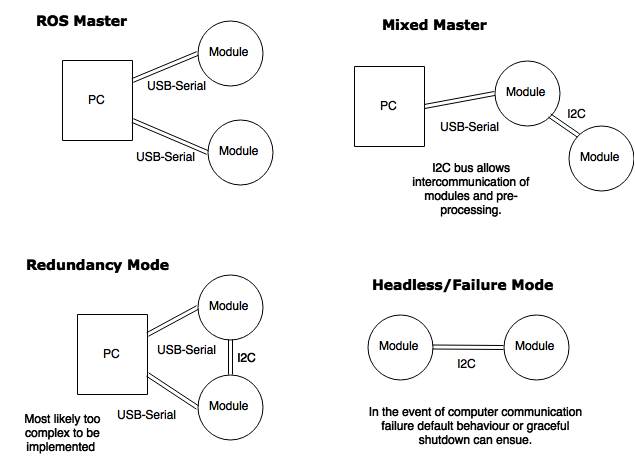 ROS Master
Module
PC
USB-Serial
USB-Serial
Module
Mixed Master
PC
Module
USB-Serial
I2C
Module
I2C bus allows
intercommunication of
modules and pre-
processing.
Redundancy Mode
Module
PC
USB-Serial
I2C
USB-Serial
Module
Most likely too
complex to be
implemented
Headless/Failure Mode
Module
Module
I2C
In the event of computer communication
failure default behaviour or graceful
shutdown can ensue.